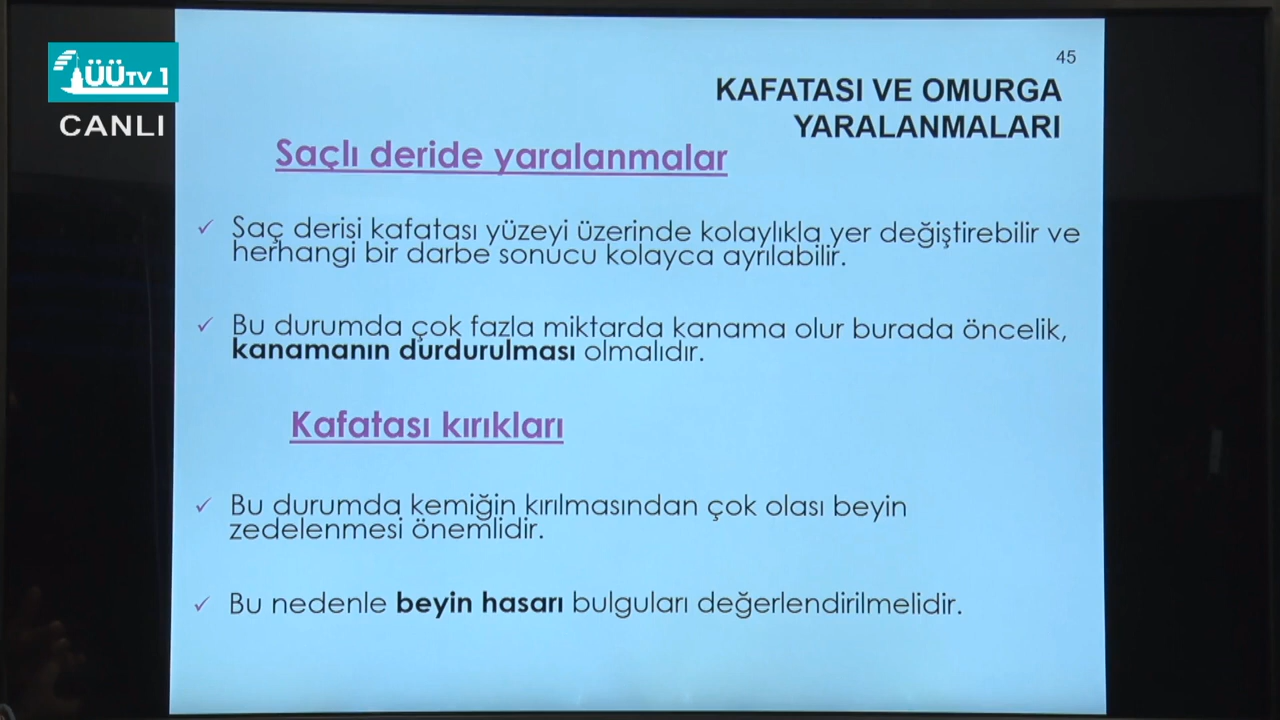 ÜÜTV 1
CANLI
45
KAFATASI VE OMURGA
YARALANMALARI
Saçlı deride yaralanmalar
Saç derisi kafatası yüzeyi üzerinde kolaylıkla yer değiştirebilir ve
herhangi bir darbe sonucu kolayca ayrılabilir.
Bu durumda çok fazla miktarda kanama olur burada öncelik,
kanamanın durdurulması olmalıdır.
Kafatası kırıkları
Bu durumda kemiğin kırılmasından çok olası beyin
zedelenmesi önemlidir.
Bu nedenle beyin hasarı bulguları değerlendirilmelidir.